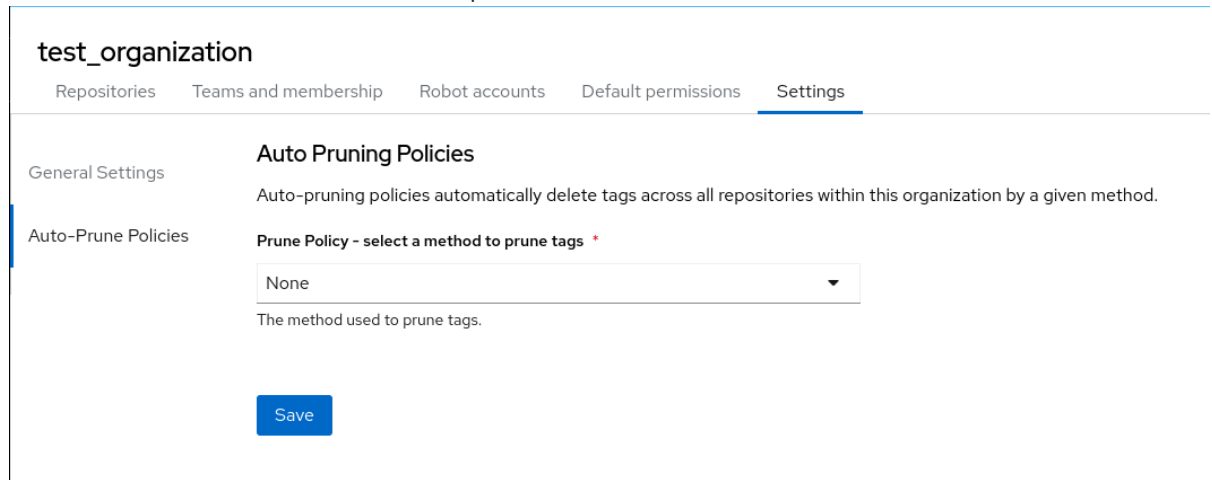 test_organization
Repositories Teams and membership Robot accounts Default permissions Settings
General Settings
Auto-Prune Policies
Auto Pruning Policies
Auto-pruning policies automatically delete tags across all repositories within this organization by a given method.
Prune Policy - select a method to prune tags *
None
The method used to prune tags.
Save